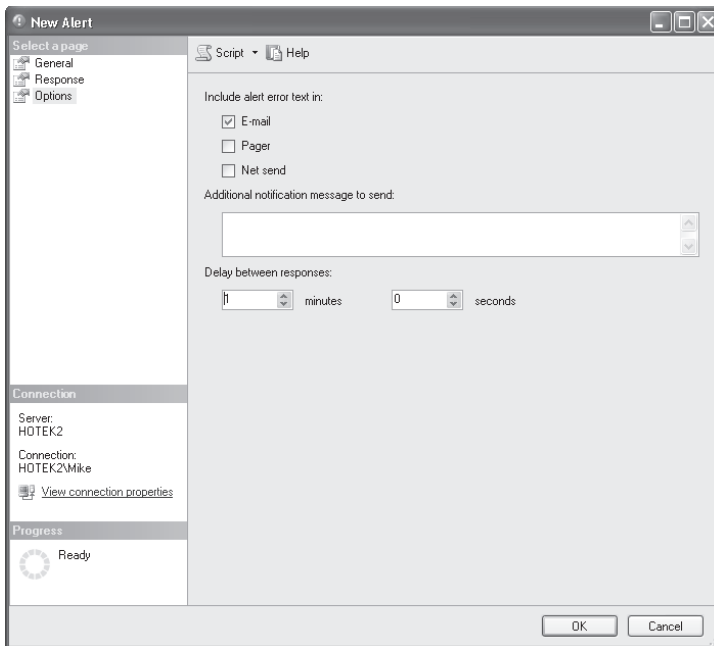 New Alert
Select a page
General
Response
Options
Script
Help
Include alert error text in:
E-mail
Pager
Net send
Additional notification message to send:
Delay between responses:
1 minutes 0 seconds
Connection
Server:
HOTEK2
Connection:
HOTEK2\Mike
View connection properties
Progress
Ready
OK Cancel